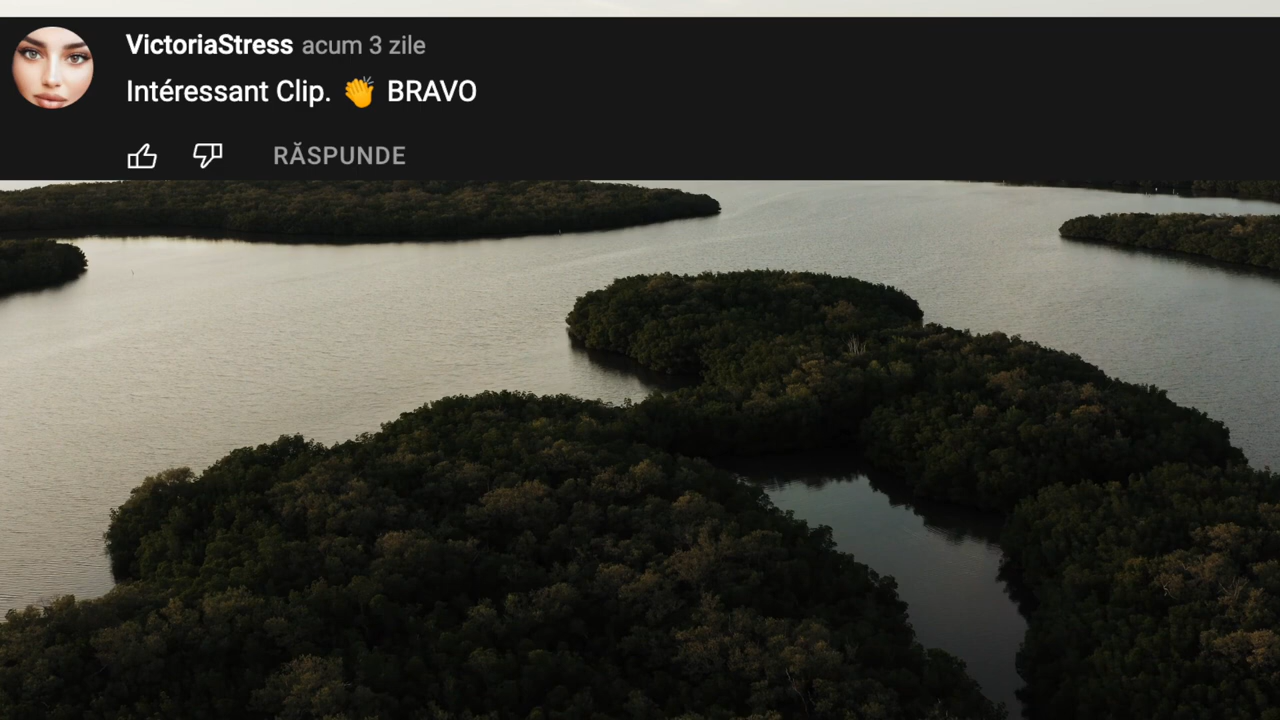 VictoriaStress acum 3 zile
Intéressant Clip. 👏 BRAVO
RĂSPUNDE